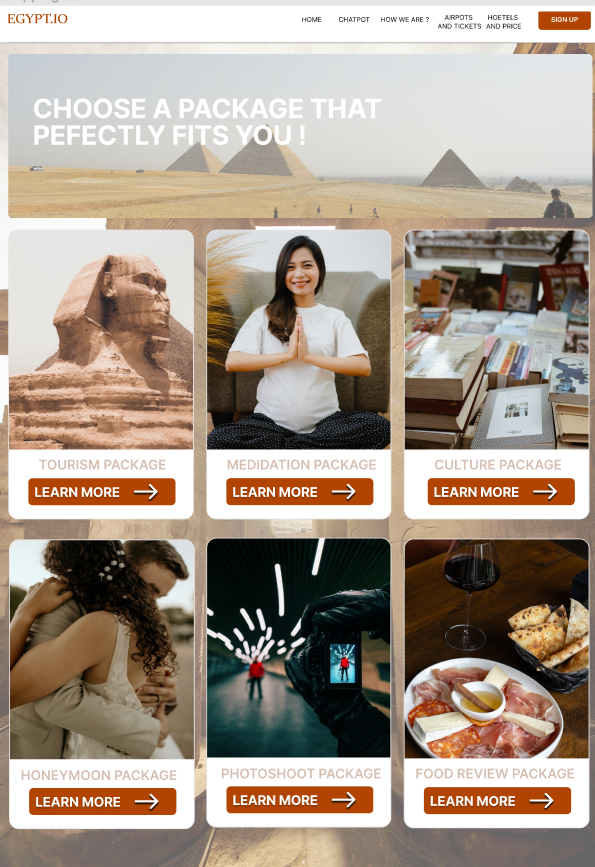 EGYPT.IO
HOME
CHATPOT
HOW WE ARE ?
AIRPOTS
AND TICKETS
HOETELS
AND PRICE
SIGN UP
CHOOSE A PACKAGE THAT
PEFECTLY FITS YOU !
TOURISM PACKAGE
LEARN MORE
MEDIDATION PACKAGE
LEARN MORE
CULTURE PACKAGE
LEARN MORE
HONEYMOON PACKAGE
LEARN MORE
PHOTOSHOOT PACKAGE
LEARN MORE
FOOD REVIEW PACKAGE
LEARN MORE